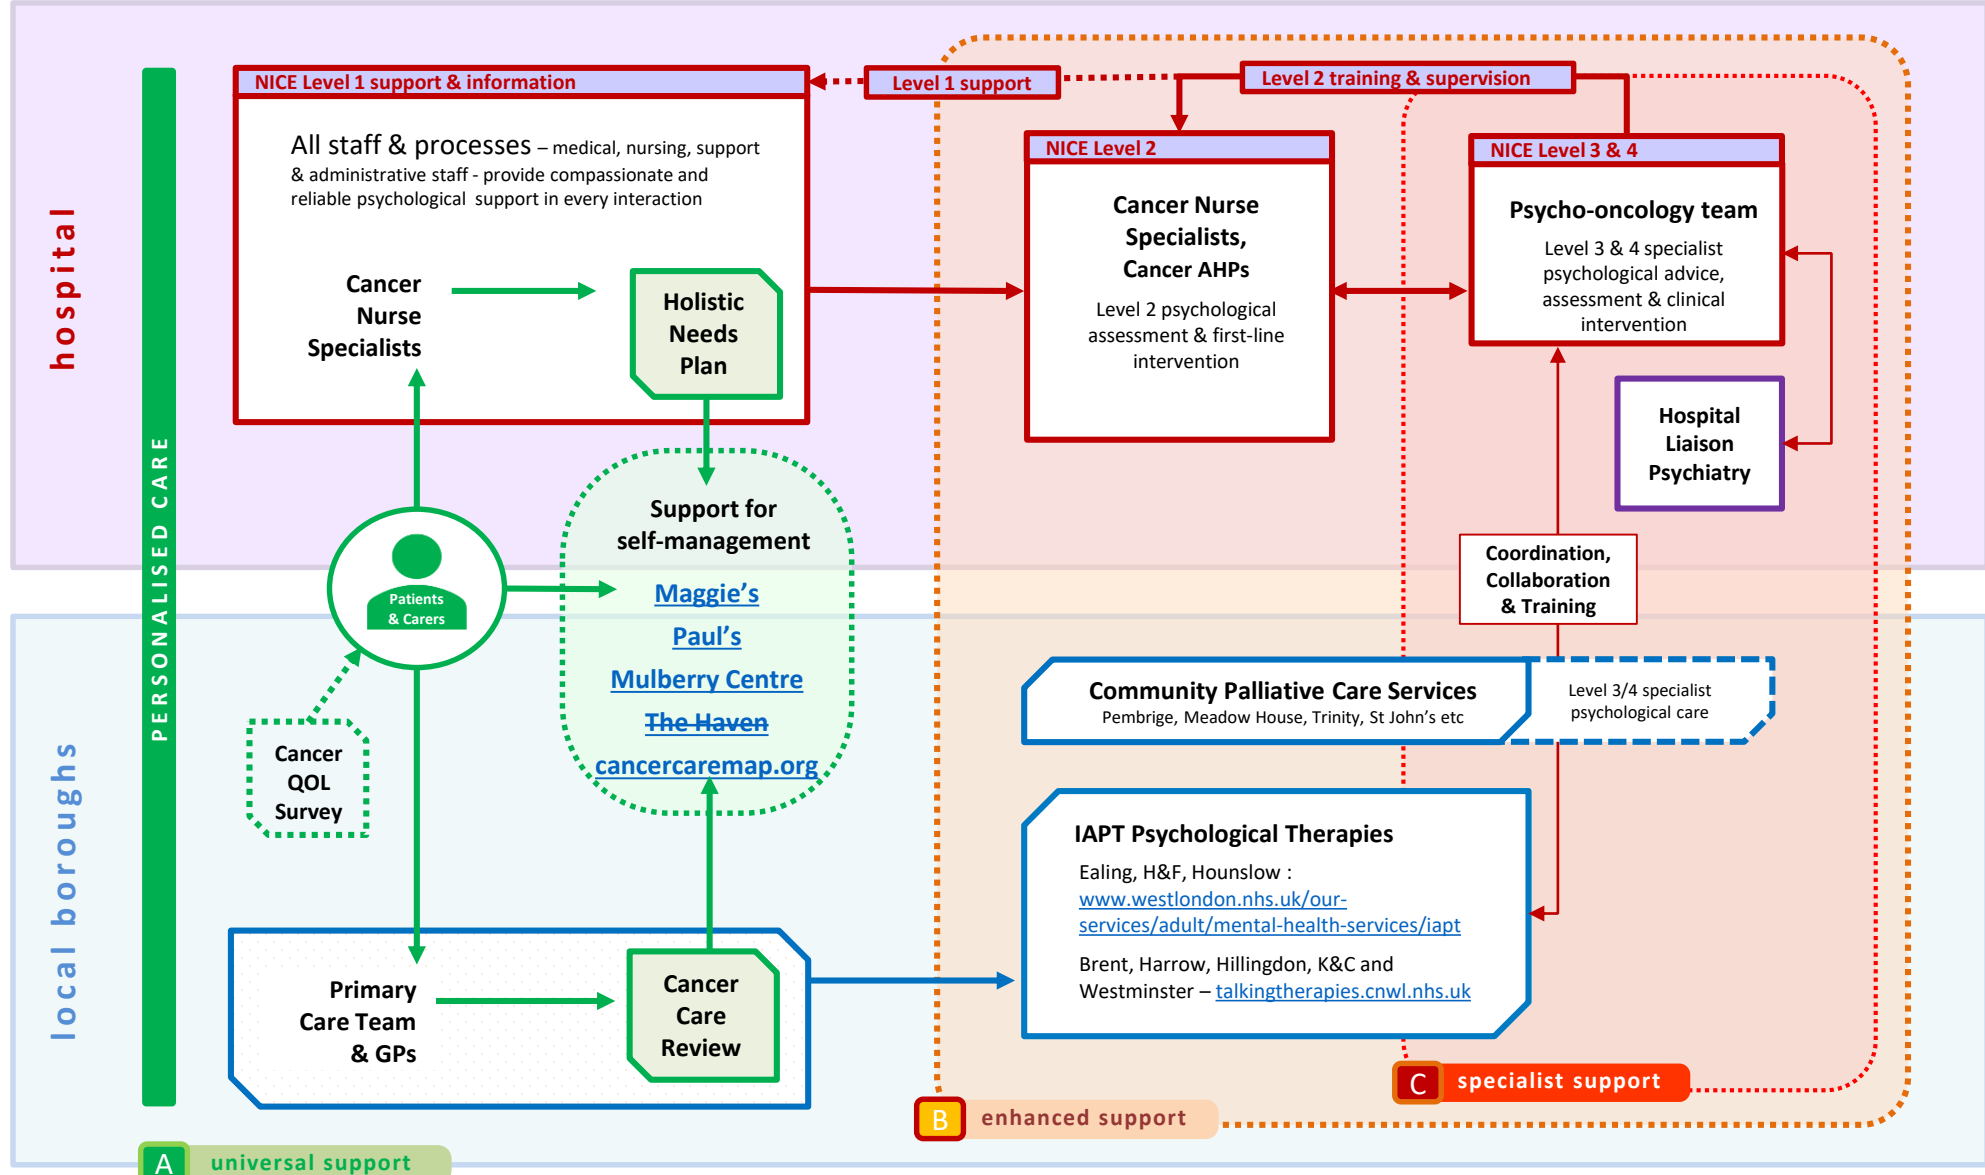 hospital
local boroughs
PERSONALISED CARE
NICE Level 1 support & information
All staff & processes – medical, nursing, support
& administrative staff - provide compassionate and
reliable psychological support in every interaction
Cancer
Nurse
Specialists
Holistic
Needs
Plan
Level 1 support
Level 2 training & supervision
NICE Level 2
Cancer Nurse
Specialists,
Cancer AHPs
Level 2 psychological
assessment & first-line
intervention
NICE Level 3 & 4
Psycho-oncology team
Level 3 & 4 specialist
psychological advice,
assessment & clinical
intervention
Hospital
Liaison
Psychiatry
Coordination,
Collaboration
& Training
Patients
& Carers
Support for
self-management
Maggie's
Paul's
Mulberry Centre
The Haven
cancercaremap.org
Cancer
QOL
Survey
Community Palliative Care Services
Pembrige, Meadow House, Trinity, St John's etc
Level 3/4 specialist
psychological care
IAPT Psychological Therapies
Ealing, H&F, Hounslow :
www.westlondon.nhs.uk/our-
services/adult/mental-health-services/iapt
Brent, Harrow, Hillingdon, K&C and
Westminster – talkingtherapies.cnwl.nhs.uk
Primary
Care Team
& GPs
Cancer
Care
Review
C specialist support
B enhanced support
A universal support